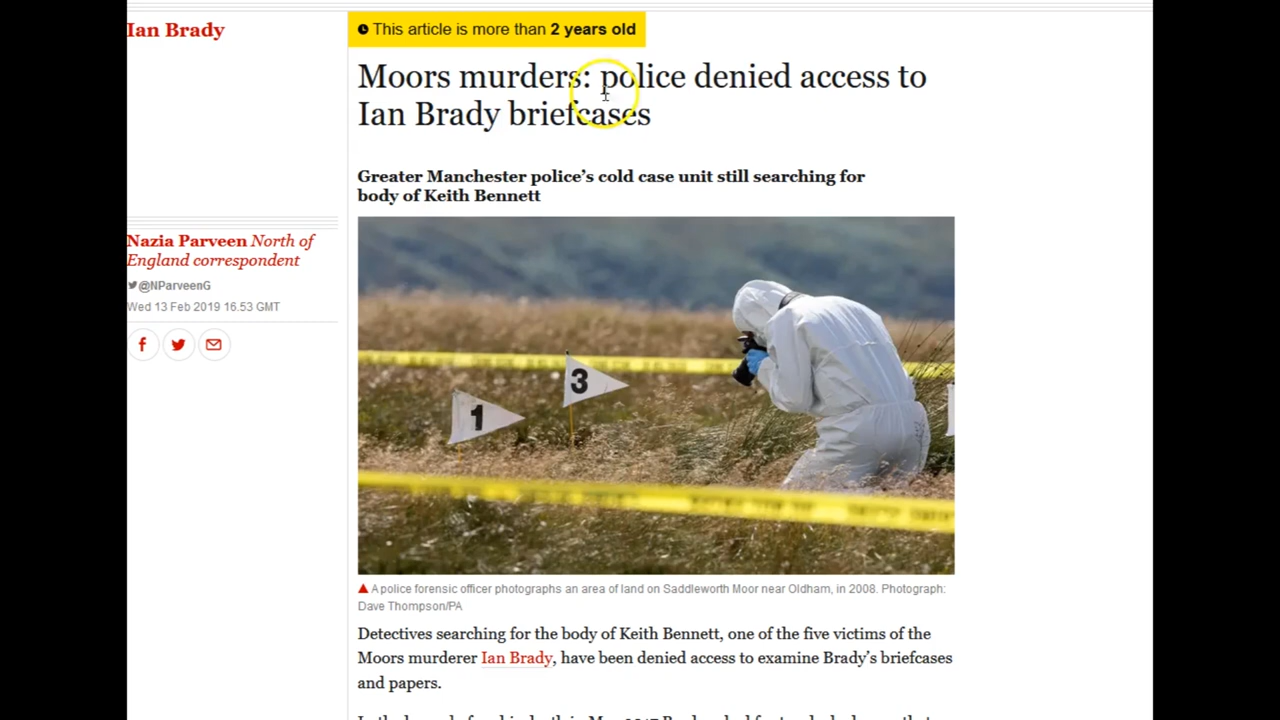 Ian Brady
This article is more than 2 years old
Moors murders: police denied access to
Ian Brady briefcases
Greater Manchester police's cold case unit still searching for
body of Keith Bennett
Nazia Parveen North of
England correspondent
@NParveenG
Wed 13 Feb 2019 16.53 GMT
1
3
A police forensic officer photographs an area of land on Saddleworth Moor near Oldham, in 2008. Photograph:
Dave Thompson/PA
Detectives searching for the body of Keith Bennett, one of the five victims of the
Moors murderer Ian Brady, have been denied access to examine Brady's briefcases
and papers.